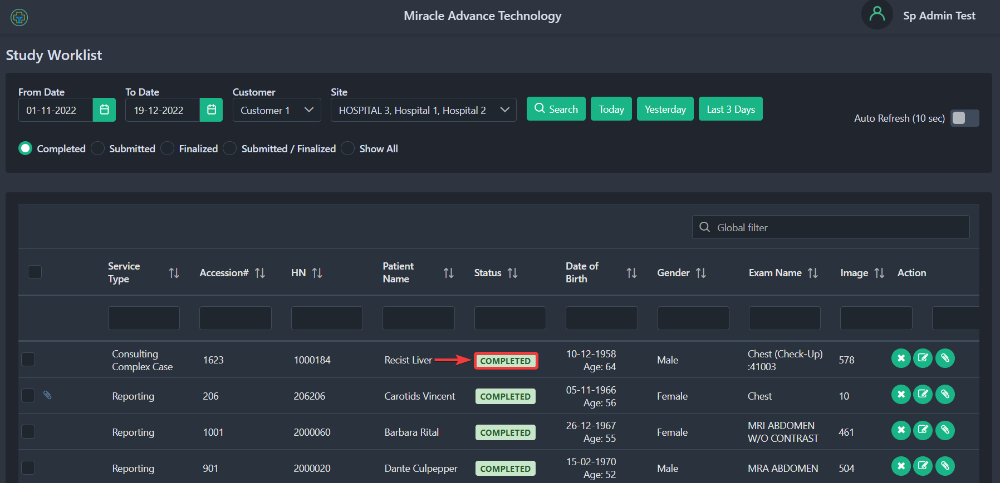 Miracle Advance Technology
Sp Admin Test
Study Worklist
From Date
To Date
Customer
Site
01-11-2022
19-12-2022
Customer 1
HOSPITAL 3, Hospital 1, Hospital 2
Search
Today
Yesterday
Last 3 Days
Auto Refresh (10 sec)
Completed
Submitted
Finalized
Submitted / Finalized
Show All
Global filter
Service
Type
Accession#
HN
Patient
Name
Status
Date of
Birth
Gender
Exam Name
Image
Action
Consulting
Complex Case
1623
1000184
Recist Liver
COMPLETED
10-12-1958
Age: 64
Male
Chest (Check-Up)
:41003
578
Reporting
206
206206
Carotids Vincent
COMPLETED
05-11-1966
Age: 56
Female
Chest
10
Reporting
1001
2000060
Barbara Rital
COMPLETED
26-12-1967
Age: 55
Female
MRI ABDOMEN
W/O CONTRAST
461
Reporting
901
2000020
Dante Culpepper
COMPLETED
15-02-1970
Age: 52
Male
MRA ABDOMEN
504